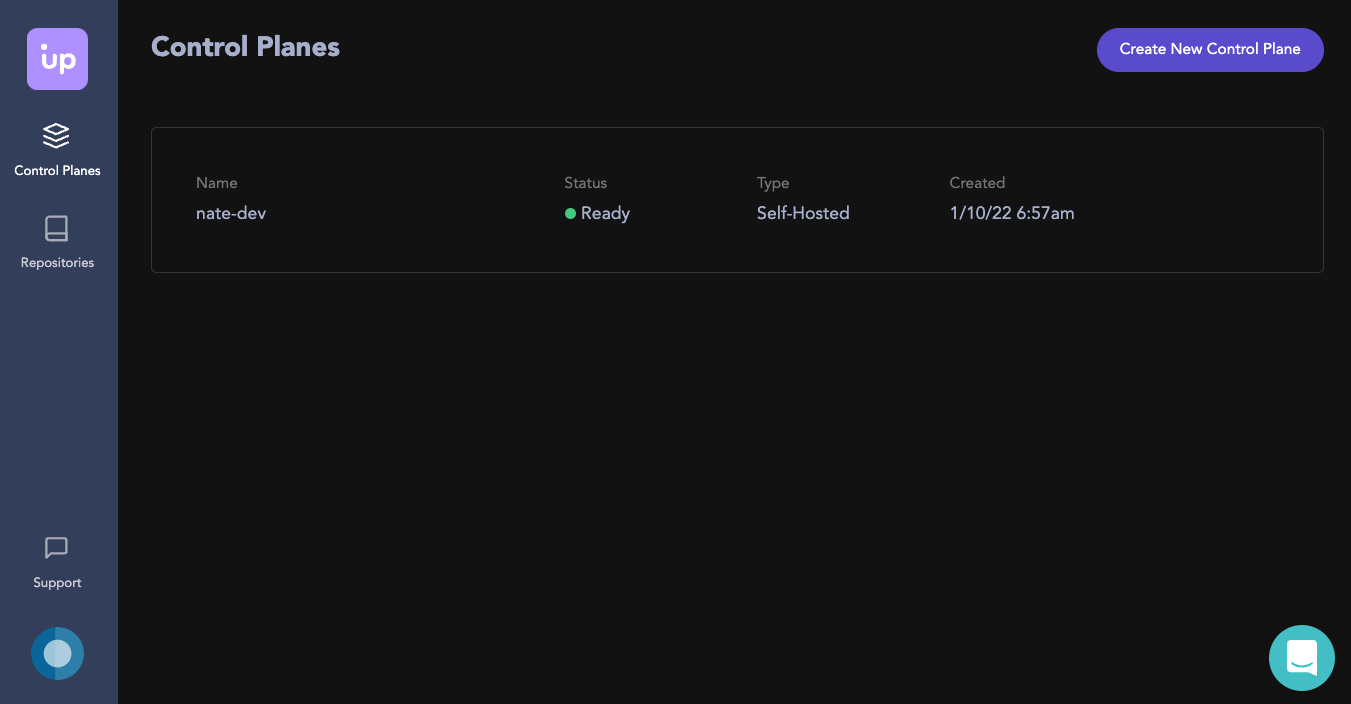 up
Control Planes
Repositories
Support
Control Planes
Create New Control Plane
Name Status Type Created
nate-dev Ready Self-Hosted 1/10/22 6:57am